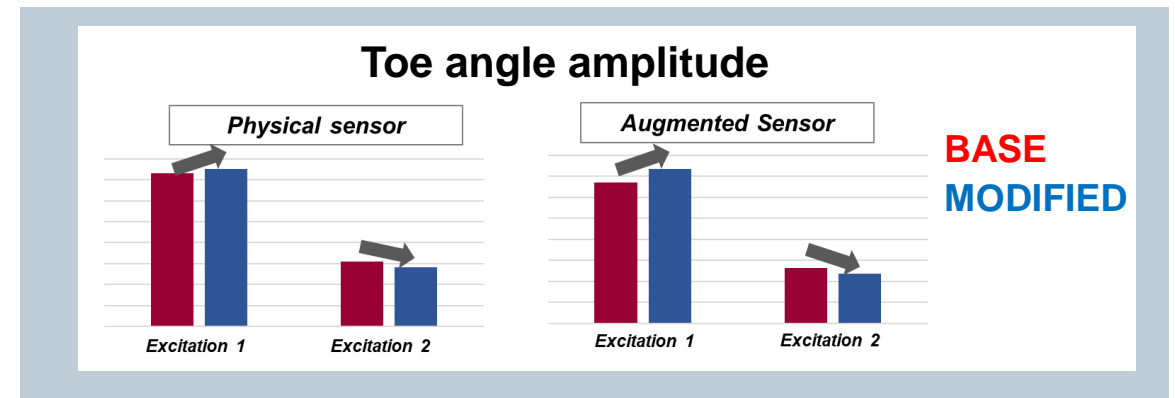 Toe angle amplitude
Physical sensor
Augmented Sensor
BASE
MODIFIED
Excitation 1
Excitation 2
Excitation 1
Excitation 2